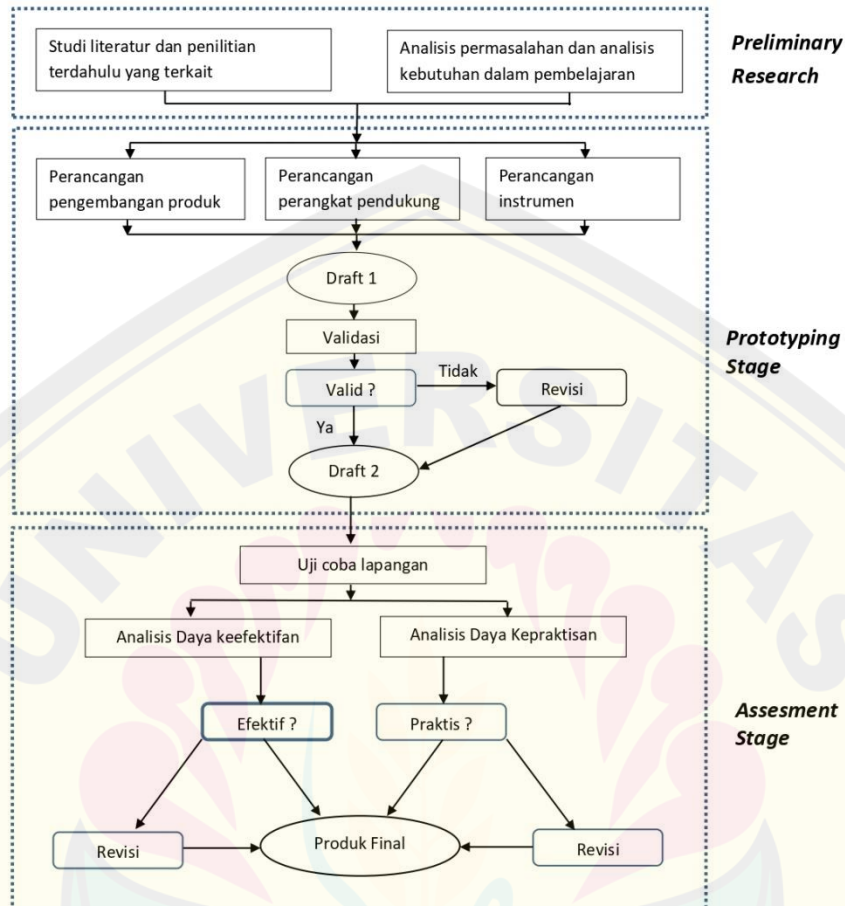 Studi literatur dan penilitian
terdahulu yang terkait
Analisis permasalahan dan analisis
kebutuhan dalam pembelajaran
Preliminary
Research
Perancangan
pengembangan produk
Perancangan
perangkat pendukung
Perancangan
instrumen
Draft 1
Validasi
Valid ?
Tidak
Revisi
Ya
Draft 2
Prototyping
Stage
Uji coba lapangan
Analisis Daya keefektifan
Analisis Daya Kepraktisan
Efektif ?
Praktis ?
Assesment
Stage
Revisi
Produk Final
Revisi
UNIVERSITAS